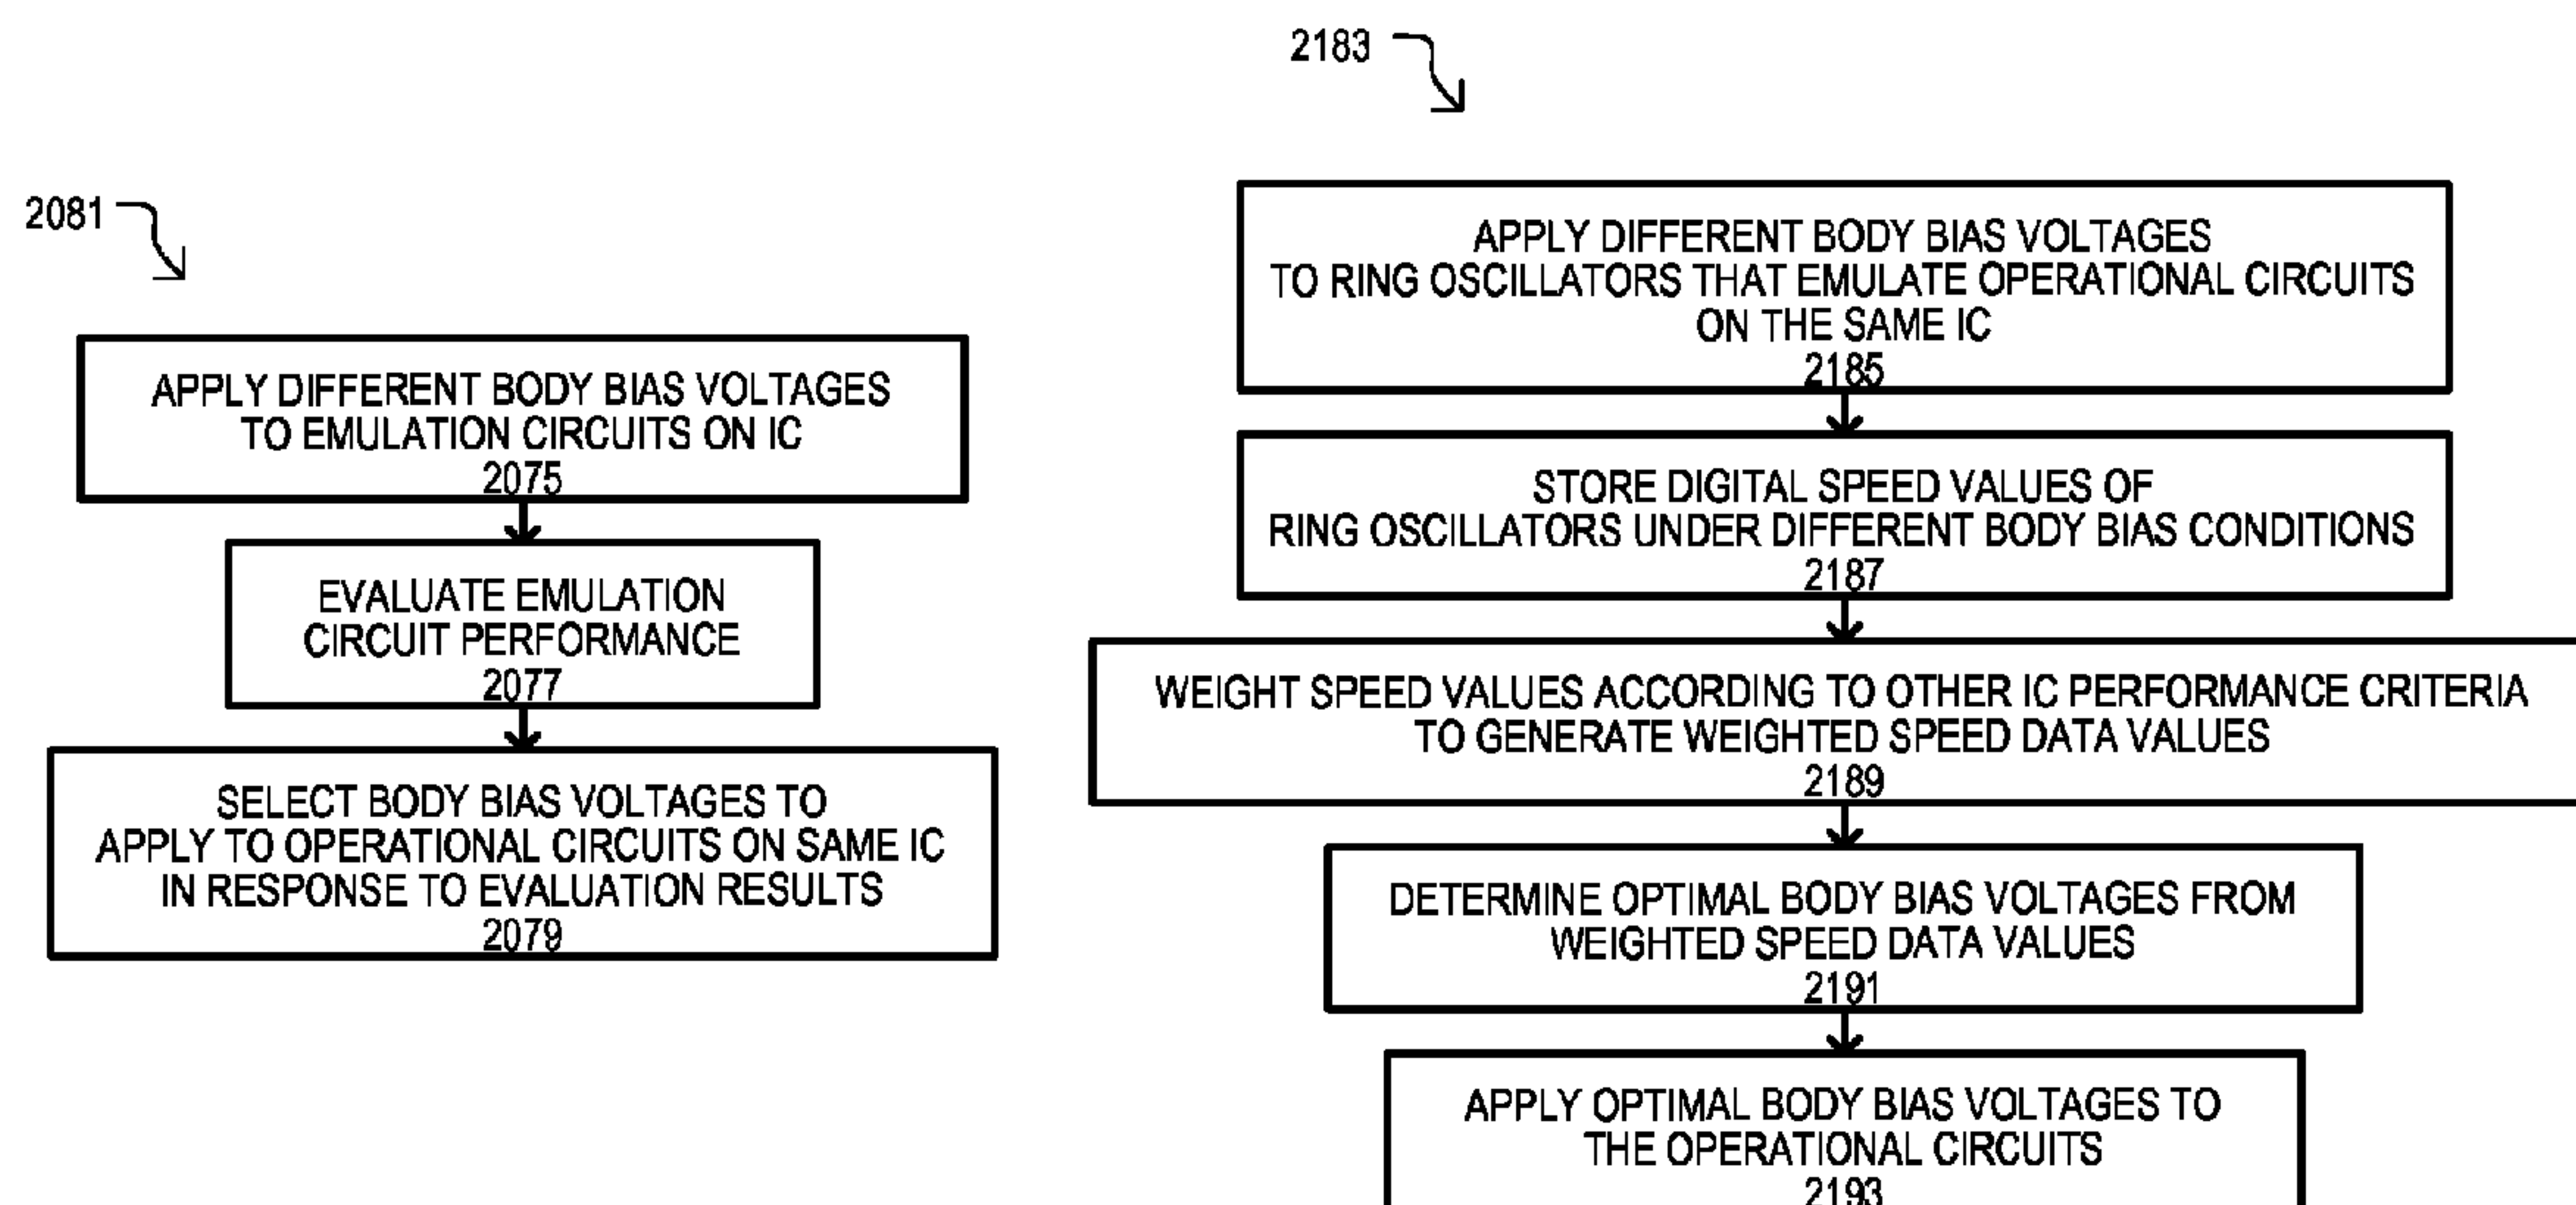 2081
APPLY DIFFERENT BODY BIAS VOLTAGES
TO EMULATION CIRCUITS ON IC
2075
EVALUATE EMULATION
CIRCUIT PERFORMANCE
2077
SELECT BODY BIAS VOLTAGES TO
APPLY TO OPERATIONAL CIRCUITS ON SAME IC
IN RESPONSE TO EVALUATION RESULTS
2079
2183
APPLY DIFFERENT BODY BIAS VOLTAGES
TO RING OSCILLATORS THAT EMULATE OPERATIONAL CIRCUITS
ON THE SAME IC
2185
STORE DIGITAL SPEED VALUES OF
RING OSCILLATORS UNDER DIFFERENT BODY BIAS CONDITIONS
2187
WEIGHT SPEED VALUES ACCORDING TO OTHER IC PERFORMANCE CRITERIA
TO GENERATE WEIGHTED SPEED DATA VALUES
2189
DETERMINE OPTIMAL BODY BIAS VOLTAGES FROM
WEIGHTED SPEED DATA VALUES
2191
APPLY OPTIMAL BODY BIAS VOLTAGES TO
THE OPERATIONAL CIRCUITS
2193